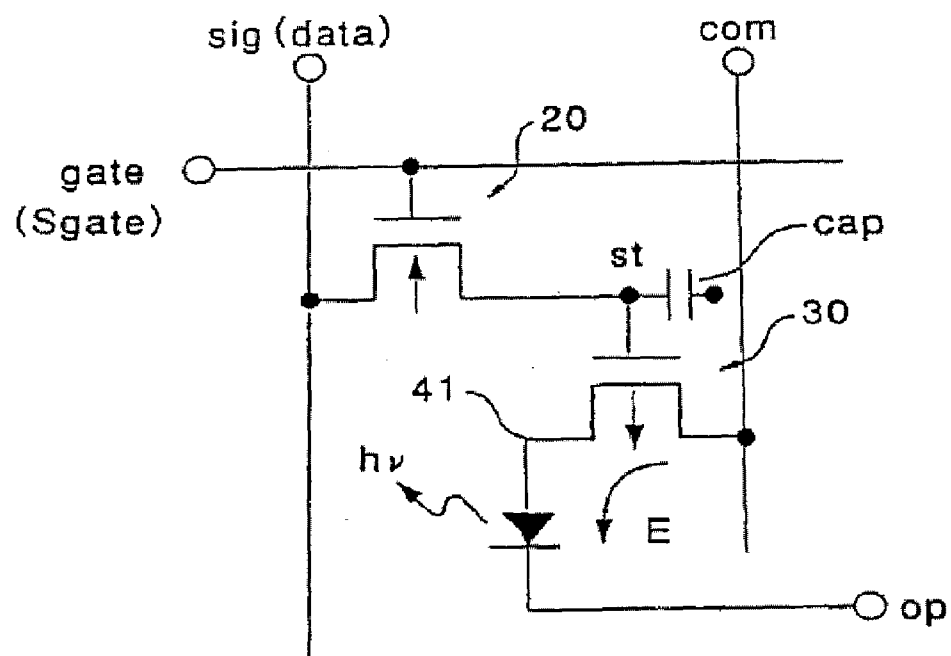 sig (data)
com
20
gate
(Sgate)
cap
st
30
41
hν
E
op